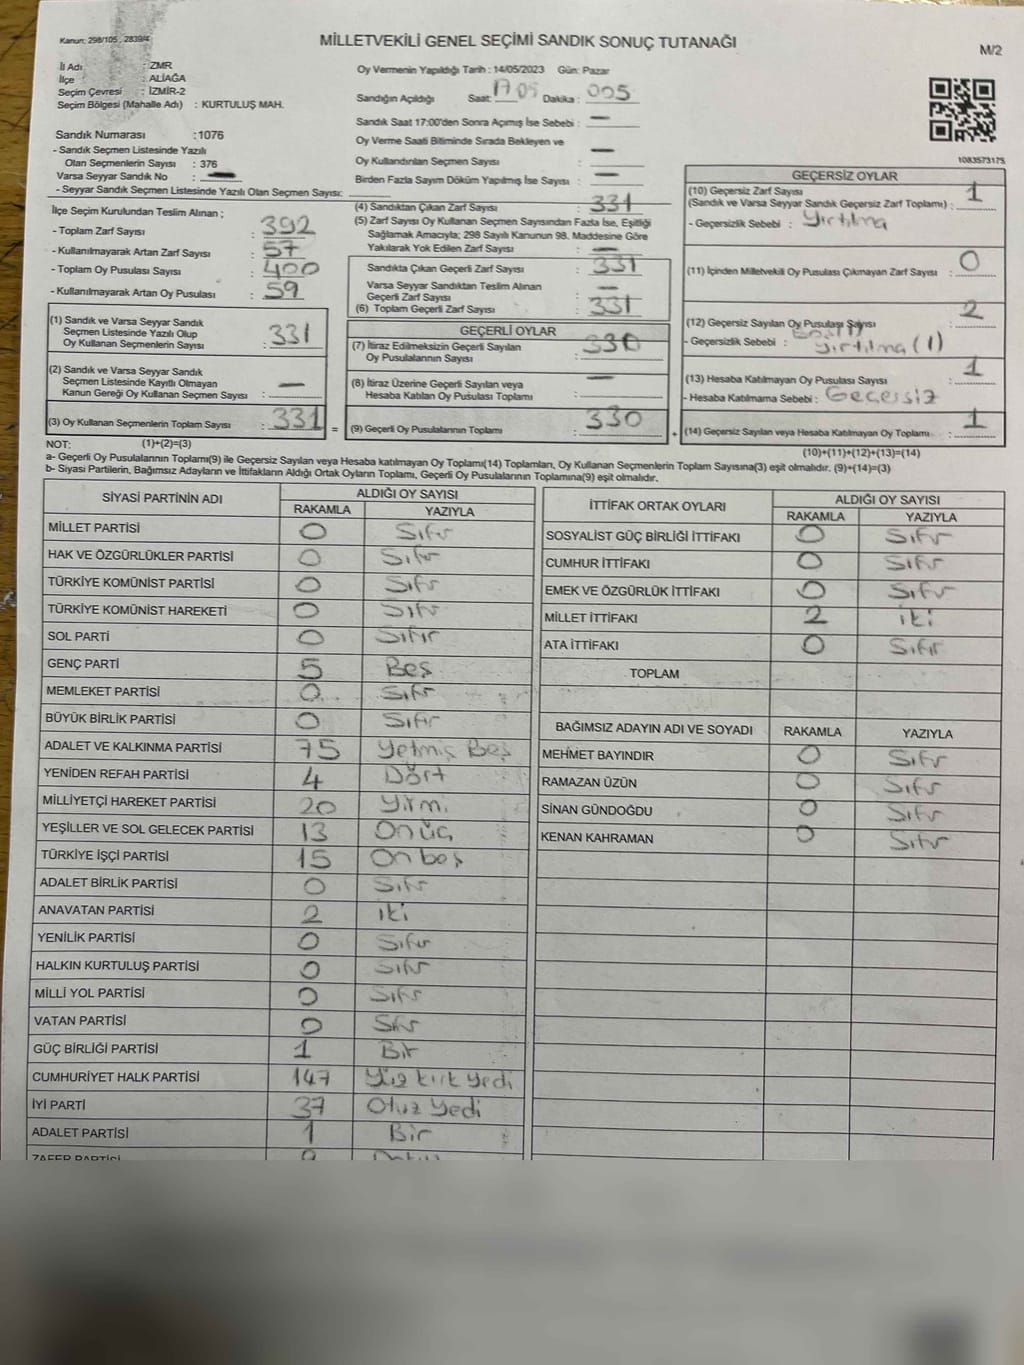 Kanun; 298/105 , 2839/4
MİLLETVEKİLİ GENEL SEÇİMİ SANDIK SONUÇ TUTANAĞI
M/2
İl Adı : ZMR
İlçe : ALİAĞA
Seçim Çevresi : İZMİR-2
Seçim Bölgesi (Mahalle Adı) : KURTULUŞ MAH.
Oy Vermenin Yapıldığı Tarih : 14/05/2023 Gün: Pazar
Sandığın Açıldığı Saat: 17 05 Dakika : 005
Sandık Saat 17:00'den Sonra Açımış İse Sebebi : —
Oy Verme Saati Bitiminde Sırada Bekleyen ve
Oy Kullandırılan Seçmen Sayısı : —
Birden Fazla Sayım Döküm Yapılmış İse Sayısı : —
1083573175
Sandık Numarası :1076
- Sandık Seçmen Listesinde Yazılı
Olan Seçmenlerin Sayısı : 376
Varsa Seyyar Sandık No : —
- Seyyar Sandık Seçmen Listesinde Yazılı Olan Seçmen Sayısı:
İlçe Seçim Kurulundan Teslim Alınan ;
- Toplam Zarf Sayısı : 392
- Kullanılmayarak Artan Zarf Sayısı : 57
- Toplam Oy Pusulası Sayısı : 400
- Kullanılmayarak Artan Oy Pusulası : 59
(1) Sandık ve Varsa Seyyar Sandık
Seçmen Listesinde Yazılı Olup
Oy Kullanan Seçmenlerin Sayısı : 331
(2) Sandık ve Varsa Seyyar Sandık
Seçmen Listesinde Kayıtlı Olmayan
Kanun Gereği Oy Kullanan Seçmen Sayısı : —
(3) Oy Kullanan Seçmenlerin Toplam Sayısı : 331 =
(4) Sandıktan Çıkan Zarf Sayısı : 331
(5) Zarf Sayısı Oy Kullanan Seçmen Sayısından Fazla İse, Eşitliği
Sağlamak Amacıyla; 298 Sayılı Kanunun 98. Maddesine Göre
Yakılarak Yok Edilen Zarf Sayısı : —
Sandıkta Çıkan Geçerli Zarf Sayısı : 331
Varsa Seyyar Sandıktan Teslim Alınan
Geçerli Zarf Sayısı : —
(6) Toplam Geçerli Zarf Sayısı : 331
GEÇERLİ OYLAR
(7) İtiraz Edilmeksizin Geçerli Sayılan
Oy Pusulalarının Sayısı : 330
(8) İtiraz Üzerine Geçerli Sayılan veya
Hesaba Katılan Oy Pusulası Toplamı : —
(9) Geçerli Oy Pusulalarının Toplamı : 330 +
GEÇERSİZ OYLAR
(10) Geçersiz Zarf Sayısı
(Sandık ve Varsa Seyyar Sandık Geçersiz Zarf Toplamı) : 1
- Geçersizlik Sebebi : Yırtılma
(11) İçinden Milletvekili Oy Pusulası Çıkmayan Zarf Sayısı : 0
(12) Geçersiz Sayılan Oy Pusulası Sayısı : 2
- Geçersizlik Sebebi : yırtılma (1)
(13) Hesaba Katılmayan Oy Pusulası Sayısı : 1
- Hesaba Katılmama Sebebi : Geçersiz
(14) Geçersiz Sayılan veya Hesaba Katılmayan Oy Toplamı : 1
NOT: (1)+(2)=(3) (10)+(11)+(12)+(13)=(14)
a- Geçerli Oy Pusulalarının Toplamı(9) ile Geçersiz Sayılan veya Hesaba katılmayan Oy Toplamı(14) Toplamları, Oy Kullanan Seçmenlerin Toplam Sayısına(3) eşit olmalıdır. (9)+(14)=(3)
b- Siyasi Partilerin, Bağımsız Adayların ve İttifakların Aldığı Ortak Oyların Toplamı, Geçerli Oy Pusulalarının Toplamına(9) eşit olmalıdır.
SİYASİ PARTİNİN ADI ALDIĞI OY SAYISI
RAKAMLA YAZIYLA
MİLLET PARTİSİ 0 Sıfır
HAK VE ÖZGÜRLÜKLER PARTİSİ 0 Sıfır
TÜRKİYE KOMÜNİST PARTİSİ 0 Sıfır
TÜRKİYE KOMÜNİST HAREKETİ 0 Sıfır
SOL PARTİ 0 Sıfır
GENÇ PARTİ 5 Beş
MEMLEKET PARTİSİ 0 Sıfır
BÜYÜK BİRLİK PARTİSİ 0 Sıfır
ADALET VE KALKINMA PARTİSİ 75 Yetmiş Beş
YENİDEN REFAH PARTİSİ 4 Dört
MİLLİYETÇİ HAREKET PARTİSİ 20 Yirmi
YEŞİLLER VE SOL GELECEK PARTİSİ 13 Onüç
TÜRKİYE İŞÇİ PARTİSİ 15 On beş
ADALET BİRLİK PARTİSİ 0 Sıfır
ANAVATAN PARTİSİ 2 iki
YENİLİK PARTİSİ 0 Sıfır
HALKIN KURTULUŞ PARTİSİ 0 Sıfır
MİLLİ YOL PARTİSİ 0 Sıfır
VATAN PARTİSİ 0 Sıfır
GÜÇ BİRLİĞİ PARTİSİ 1 Bir
CUMHURİYET HALK PARTİSİ 147 Yüz kırk yedi
İYİ PARTİ 37 Otuz Yedi
ADALET PARTİSİ 1 Bir
ZAFER PARTİSİ
İTTİFAK ORTAK OYLARI ALDIĞI OY SAYISI
RAKAMLA YAZIYLA
SOSYALİST GÜÇ BİRLİĞİ İTTİFAKI 0 Sıfır
CUMHUR İTTİFAKI 0 Sıfır
EMEK VE ÖZGÜRLÜK İTTİFAKI 0 Sıfır
MİLLET İTTİFAKI 2 iki
ATA İTTİFAKI 0 Sıfır
TOPLAM
BAĞIMSIZ ADAYIN ADI VE SOYADI RAKAMLA YAZIYLA
MEHMET BAYINDIR 0 Sıfır
RAMAZAN ÜZÜN 0 Sıfır
SİNAN GÜNDOĞDU 0 Sıfır
KENAN KAHRAMAN 0 Sıfır